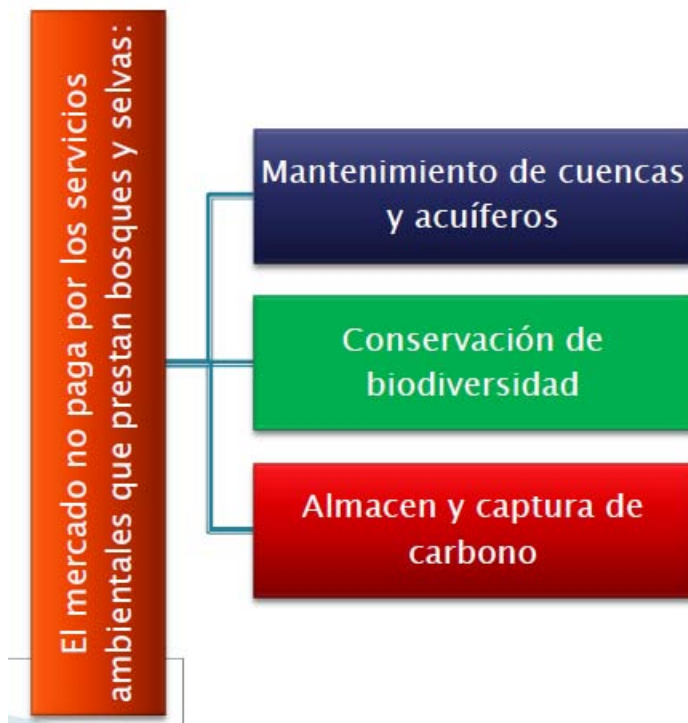 El mercado no paga por los servicios
ambientales que prestan bosques y selvas:
Mantenimiento de cuencas
y acuíferos
Conservación de
biodiversidad
Almacen y captura de
carbono